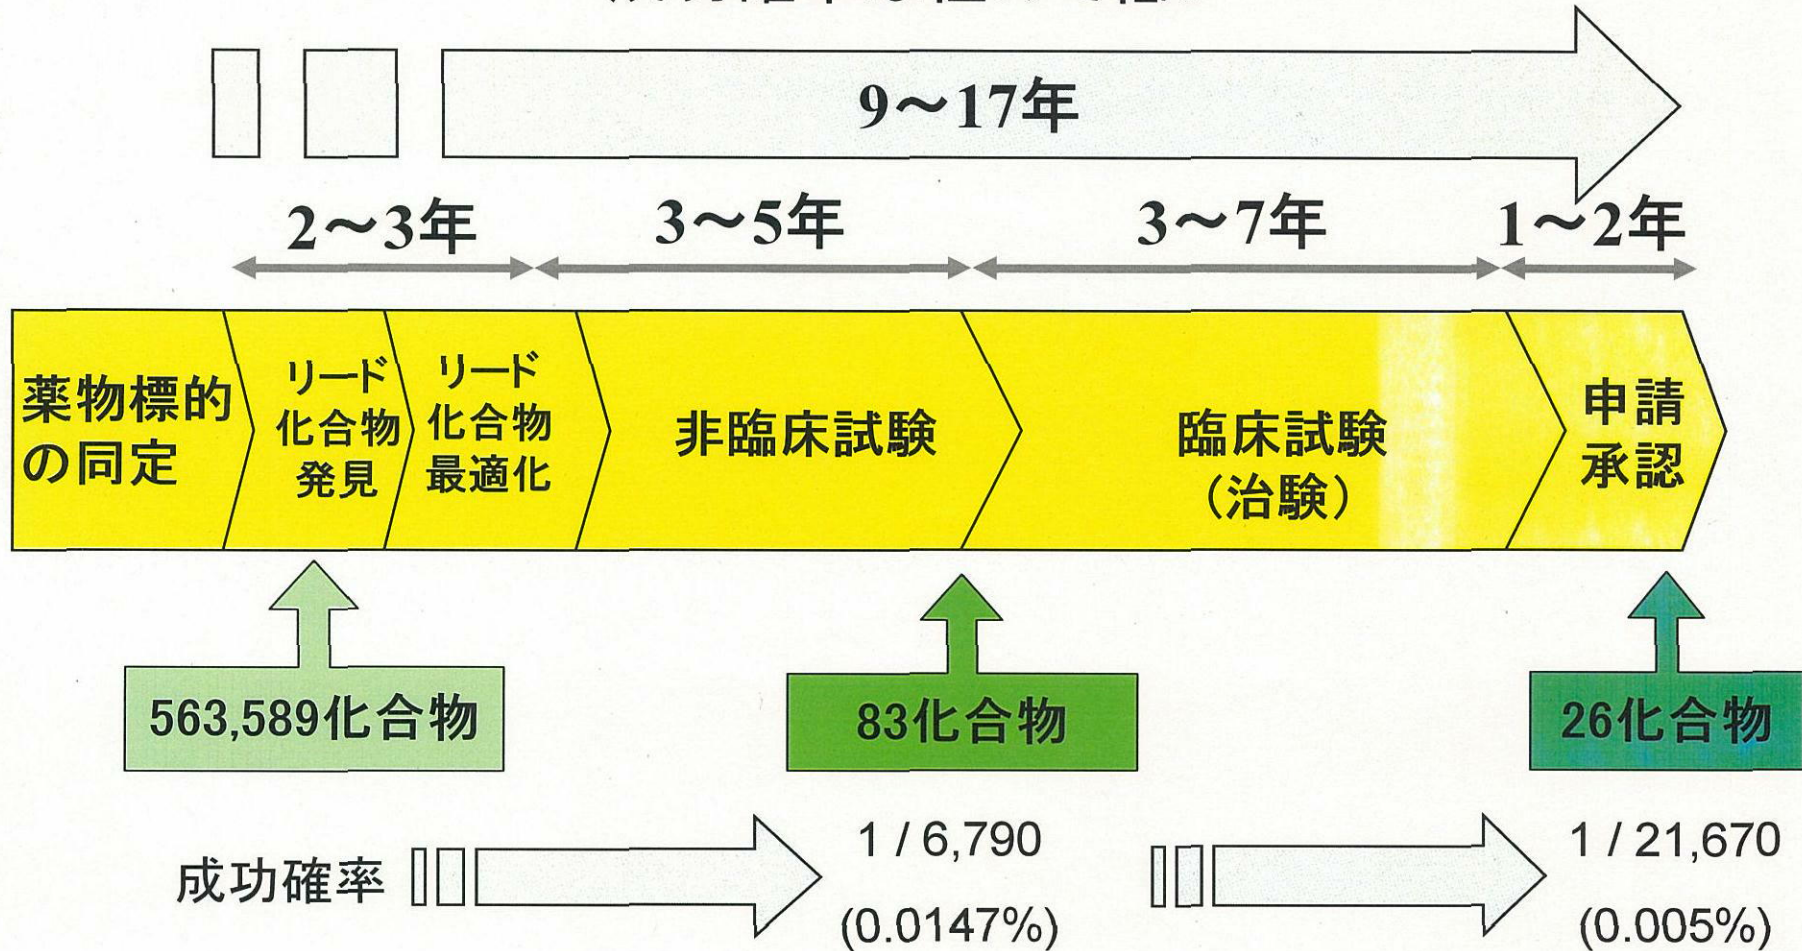 9～17年
2～3年
3～5年
3～7年
1～2年
薬物標的
の同定
リード
化合物
発見
リード
化合物
最適化
非臨床試験
臨床試験
（治験）
申請
承認
563,589化合物
83化合物
26化合物
成功確率
1 / 6,790
(0.0147%)
1 / 21,670
(0.005%)